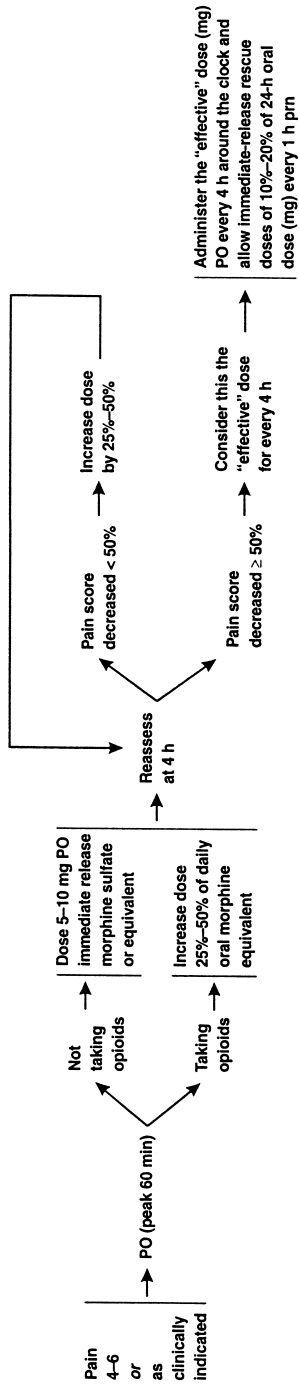 Pain
4–6
or
as
clinically
indicated
PO (peak 60 min)
Not
taking
opioids
Dose 5–10 mg PO
immediate release
morphine sulfate
or equivalent
Taking
opioids
Increase dose
25%–50% of daily
oral morphine
equivalent
Reassess
at 4 h
Pain score
decreased < 50%
Increase dose
by 25%–50%
Pain score
decreased ≥ 50%
Consider this the
“effective” dose
for every 4 h
Administer the “effective” dose (mg)
PO every 4 h around the clock and
allow immediate-release rescue
doses of 10%–20% of 24-h oral
dose (mg) every 1 h prn